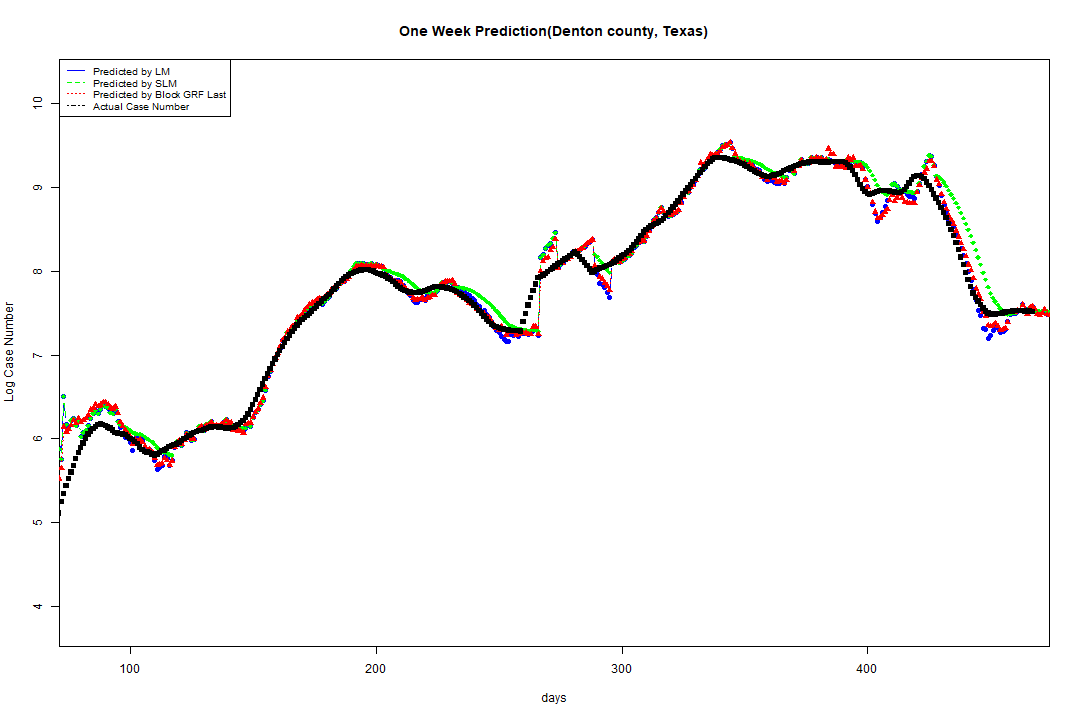 One Week Prediction(Denton county, Texas)
Predicted by LM
Predicted by SLM
Predicted by Block GRF Last
Actual Case Number
10
9
8
7
6
5
4
Log Case Number
100 200 300 400
days